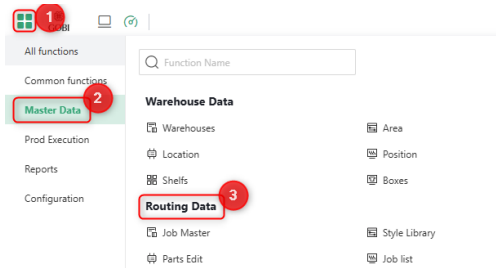 1
GOBI
All functions
Function Name
Common functions
2
Master Data
Warehouse Data
Warehouses
Area
Prod Execution
Location
Position
Reports
Shelfs
Boxes
3
Configuration
Routing Data
Job Master
Style Library
Parts Edit
Job list